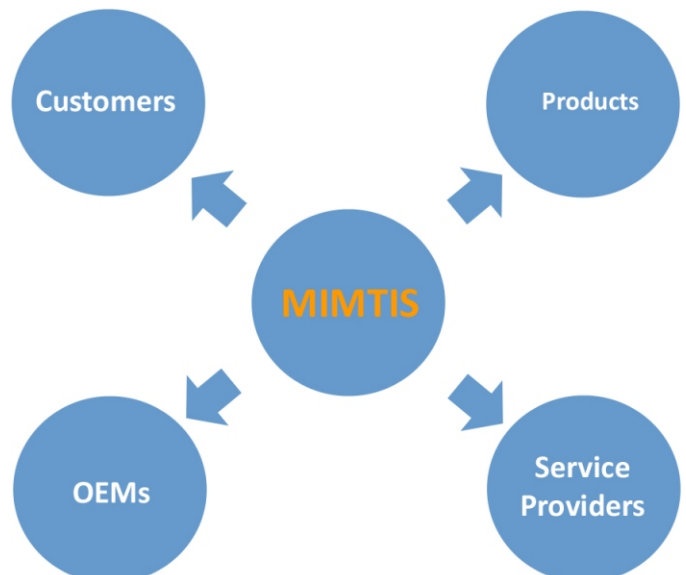 Customers
Products
MIMTIS
OEMs
Service
Providers